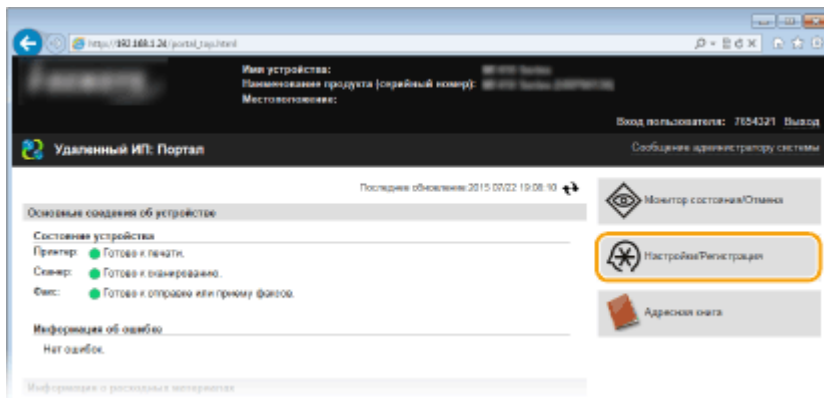 http://192.168.1.24/portal_top.html
Имя устройства:
Наименование продукта (серийный номер):
Местоположение:
Вход пользователя: 7654321 Выход
Удаленный ИП: Портал
Сообщение администратору системы
Последнее обновление:2015 07/22 19:08:10
Монитор состояния/Отмена
Основные сведения об устройстве
Состояние устройства
Принтер: Готово к печати.
Настройки/Регистрация
Сканер: Готово к сканированию.
Факс: Готово к отправке или приему факсов.
Адресная книга
Информация об ошибке
Нет ошибок.
Информация о расходных материалах